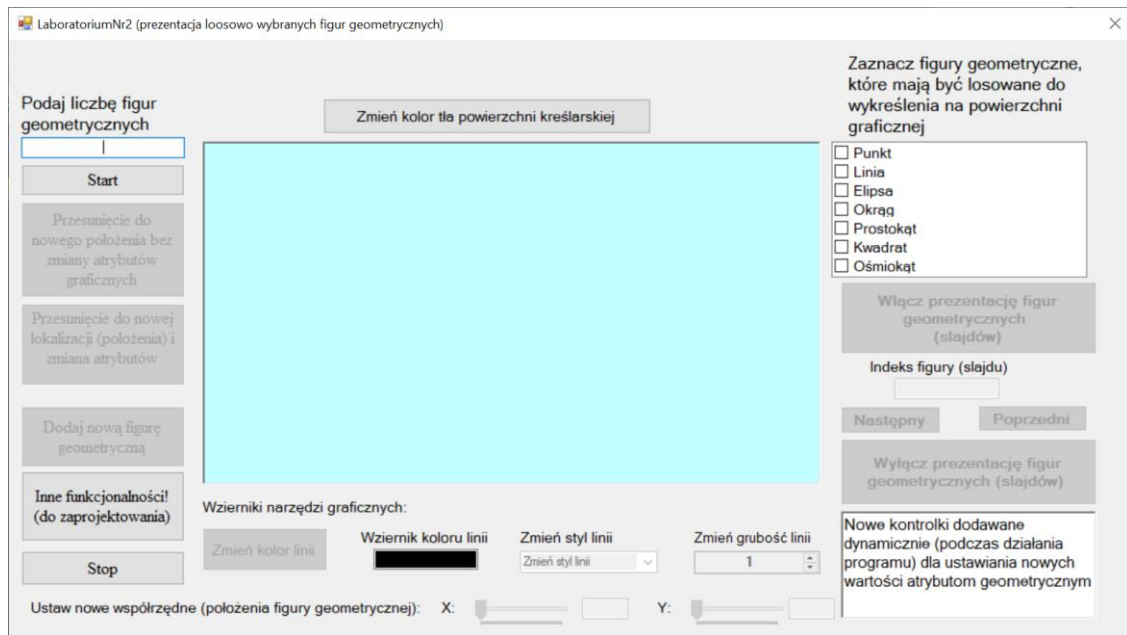 LaboratoriumNr2 (prezentacja loosowo wybranych figur geometrycznych)
Podaj liczbę figur
geometrycznych
Start
Przesunięcie do
nowego położenia bez
zmiany atrybutów
graficznych
Przesunięcie do nowej
lokalizacji (położenia) i
zmiana atrybutów
Dodaj nową figurę
geometryczną
Inne funkcjonalności!
(do zaprojektowania)
Stop
Zmień kolor tła powierzchni kreślarskiej
Zaznacz figury geometryczne,
które mają być losowane do
wykreślenia na powierzchni
graficznej
Punkt
Linia
Elipsa
Okrąg
Prostokąt
Kwadrat
Ośmiokąt
Włącz prezentację figur
geometrycznych
(slajdów)
Indeks figury (slajdu)
Następny
Poprzedni
Wyłącz prezentację figur
geometrycznych (slajdów)
Nowe kontrolki dodawane
dynamicznie (podczas działania
programu) dla ustawiania nowych
wartości atrybutom geometrycznym
Wzierniki narzędzi graficznych:
Zmień kolor linii
Wziernik koloru linii
Zmień styl linii
Zmień styl linii
Zmień grubość linii
1
Ustaw nowe współrzędne (położenia figury geometrycznej): X: Y: